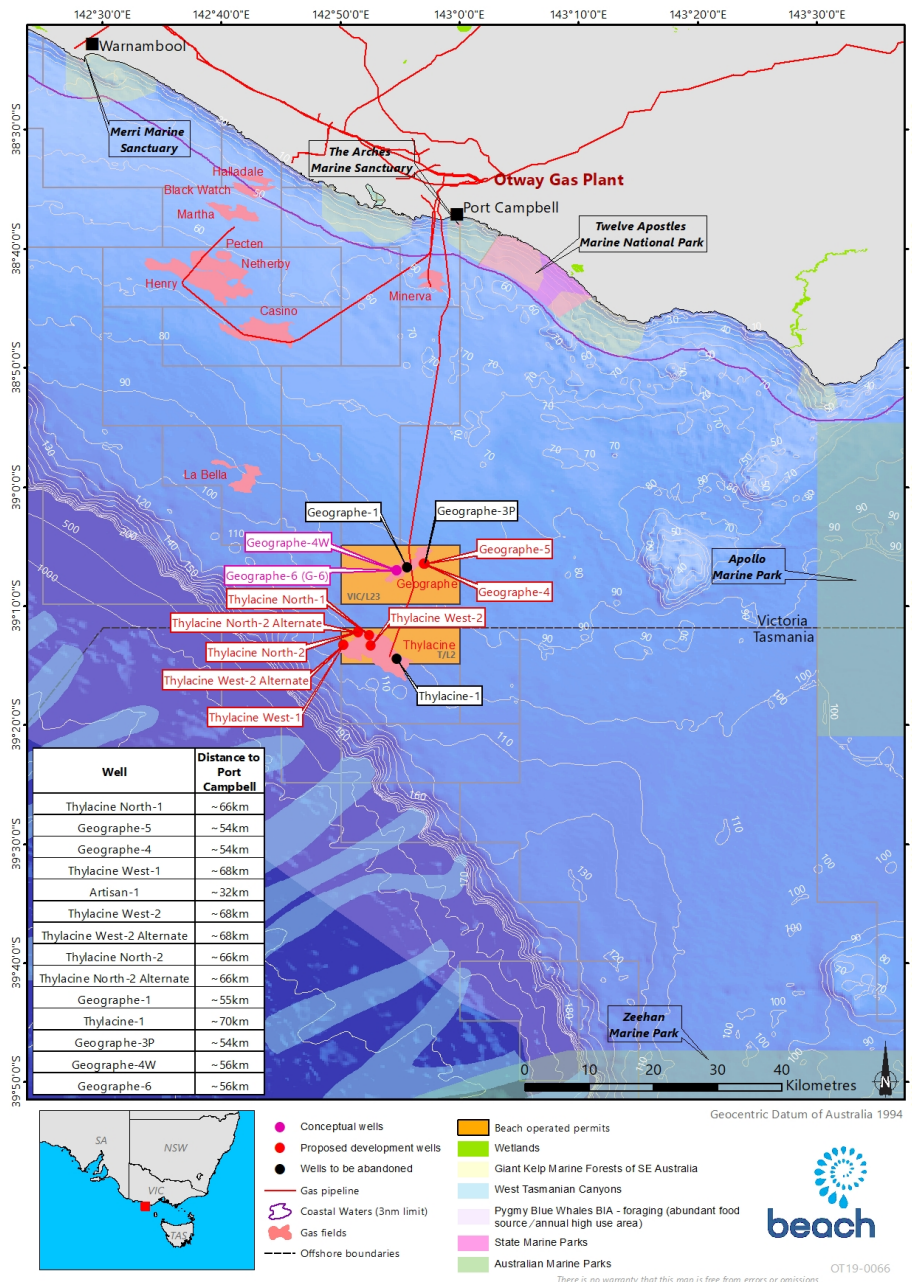 142°30'0"E 142°40'0"E 142°50'0"E 143°0'0"E 143°10'0"E 143°20'0"E 143°30'0"E
38°30'0"S
38°40'0"S
38°50'0"S
39°0'0"S
39°10'0"S
39°20'0"S
39°30'0"S
39°40'0"S
39°50'0"S
Warnambool
Merri Marine
Sanctuary
The Arches
Marine Sanctuary
Otway Gas Plant
Port Campbell
Twelve Apostles
Marine National Park
Halladale
Black Watch
Martha
Pecten
Netherby
Henry
Casino
Minerva
La Bella
Geographe-1
Geographe-3P
Geographe-4W
Geographe-5
Geographe-6 (G-6)
Geographe
Geographe-4
VIC/L23
Apollo
Marine Park
Thylacine North-1
Thylacine North-2 Alternate
Thylacine West-2
Thylacine North-2
Thylacine
T/L2
Thylacine West-2 Alternate
Thylacine-1
Thylacine West-1
Victoria
Tasmania
Zeehan
Marine Park
Well Distance to
Port
Campbell
Thylacine North-1 ~66km
Geographe-5 ~54km
Geographe-4 ~54km
Thylacine West-1 ~68km
Artisan-1 ~32km
Thylacine West-2 ~68km
Thylacine West-2 Alternate ~68km
Thylacine North-2 ~66km
Thylacine North-2 Alternate ~66km
Geographe-1 ~55km
Thylacine-1 ~70km
Geographe-3P ~54km
Geographe-4W ~56km
Geographe-6 ~56km
0 10 20 30 40
Kilometres
N
Geocentric Datum of Australia 1994
SA
NSW
VIC
TAS
Conceptual wells
Proposed development wells
Wells to be abandoned
Gas pipeline
Coastal Waters (3nm limit)
Gas fields
Offshore boundaries
Beach operated permits
Wetlands
Giant Kelp Marine Forests of SE Australia
West Tasmanian Canyons
Pygmy Blue Whales BIA - foraging (abundant food
source/annual high use area)
State Marine Parks
Australian Marine Parks
beach
OT19-0066
There is no warranty that this map is free from errors or omissions